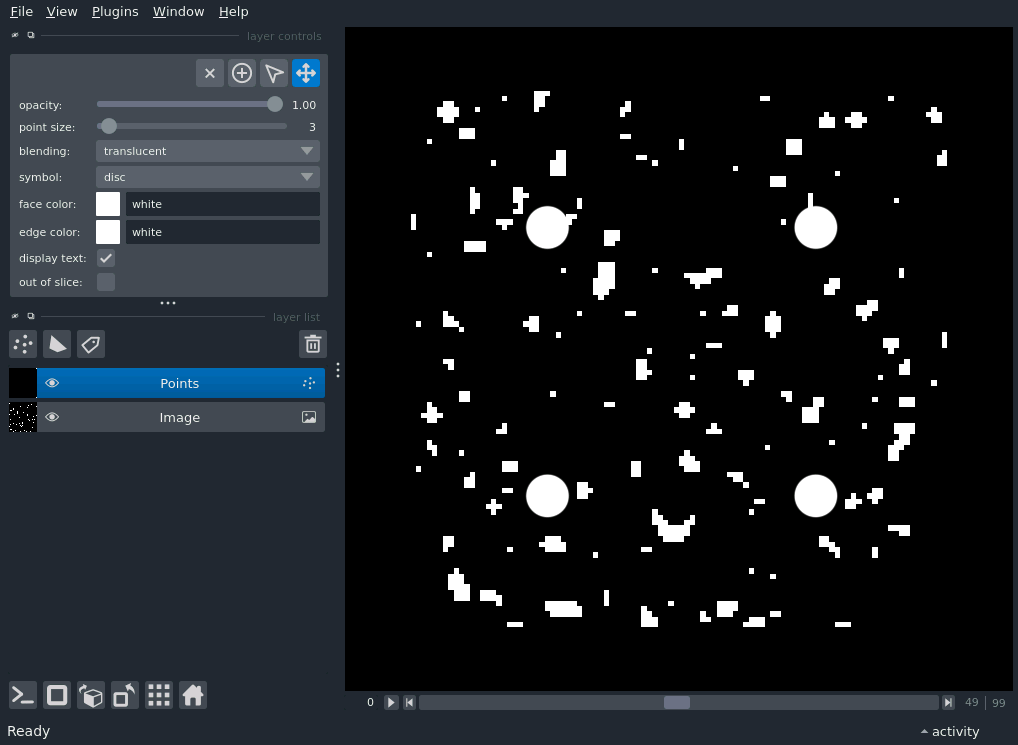 File View Plugins Window Help
layer controls
opacity: 1.00
point size: 3
blending: translucent
symbol: disc
face color: white
edge color: white
display text:
out of slice:
layer list
Points
Image
0 49 | 99
Ready activity